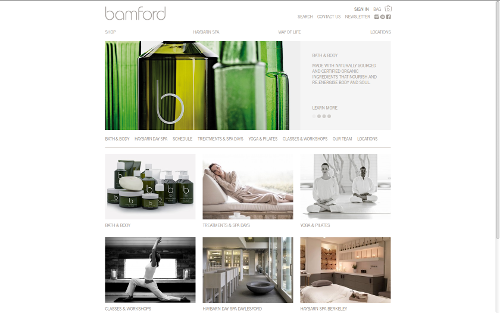 bamford
SIGN IN BAG 0
SEARCH CONTACT US NEWSLETTER
SHOP HAYBARN SPA WAY OF LIFE LOCATIONS
BATH & BODY
MADE WITH NATURALLY SOURCED
AND CERTIFIED ORGANIC
INGREDIENTS THAT NOURISH AND
RE-ENERGISE BODY AND SOUL.
LEARN MORE
BATH & BODY HAYBARN DAY SPA SCHEDULE TREATMENTS & SPA DAYS YOGA & PILATES CLASSES & WORKSHOPS OUR TEAM LOCATIONS
b
BATH & BODY TREATMENTS & SPA DAYS YOGA & PILATES
CLASSES & WORKSHOPS HAYBARN DAY SPA DAYLESFORD HAYBARN SPA BERKELEY